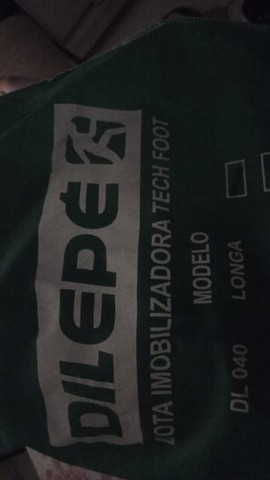 DILEPÉ
BOTA IMOBILIZADORA TECH FOOT
MODELO
DL 040 LONGA